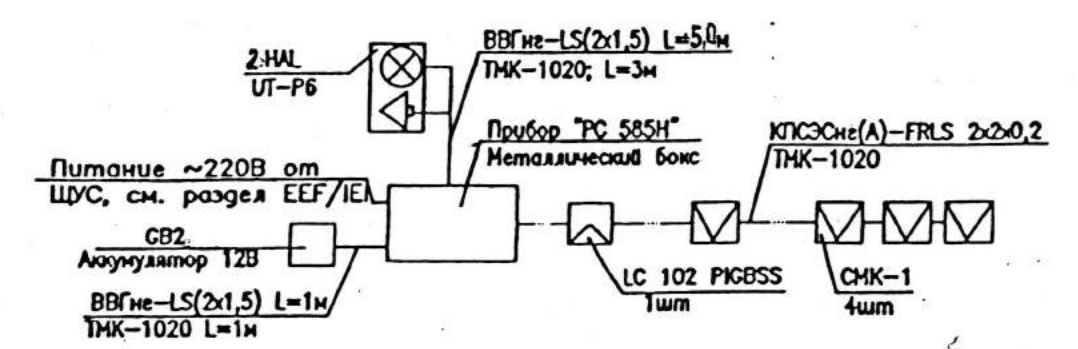 ВВГнг-LS(2х1,5) L=5,0м
ТМК-1020; L=3м
2.HAL
UT-P6
Прибор "PC 585H"
Металлический бокс
КПСЭСнг(А)-FRLS 2х2х0,2
ТМК-1020
Питание ~220В от
ЩУС, см. раздел EEF/IEI
GB2
Аккумулятор 12В
LC 102 PIGBSS
1шт
СМК-1
4шт
ВВГнг-LS(2х1,5) L=1м
ТМК-1020 L=1м